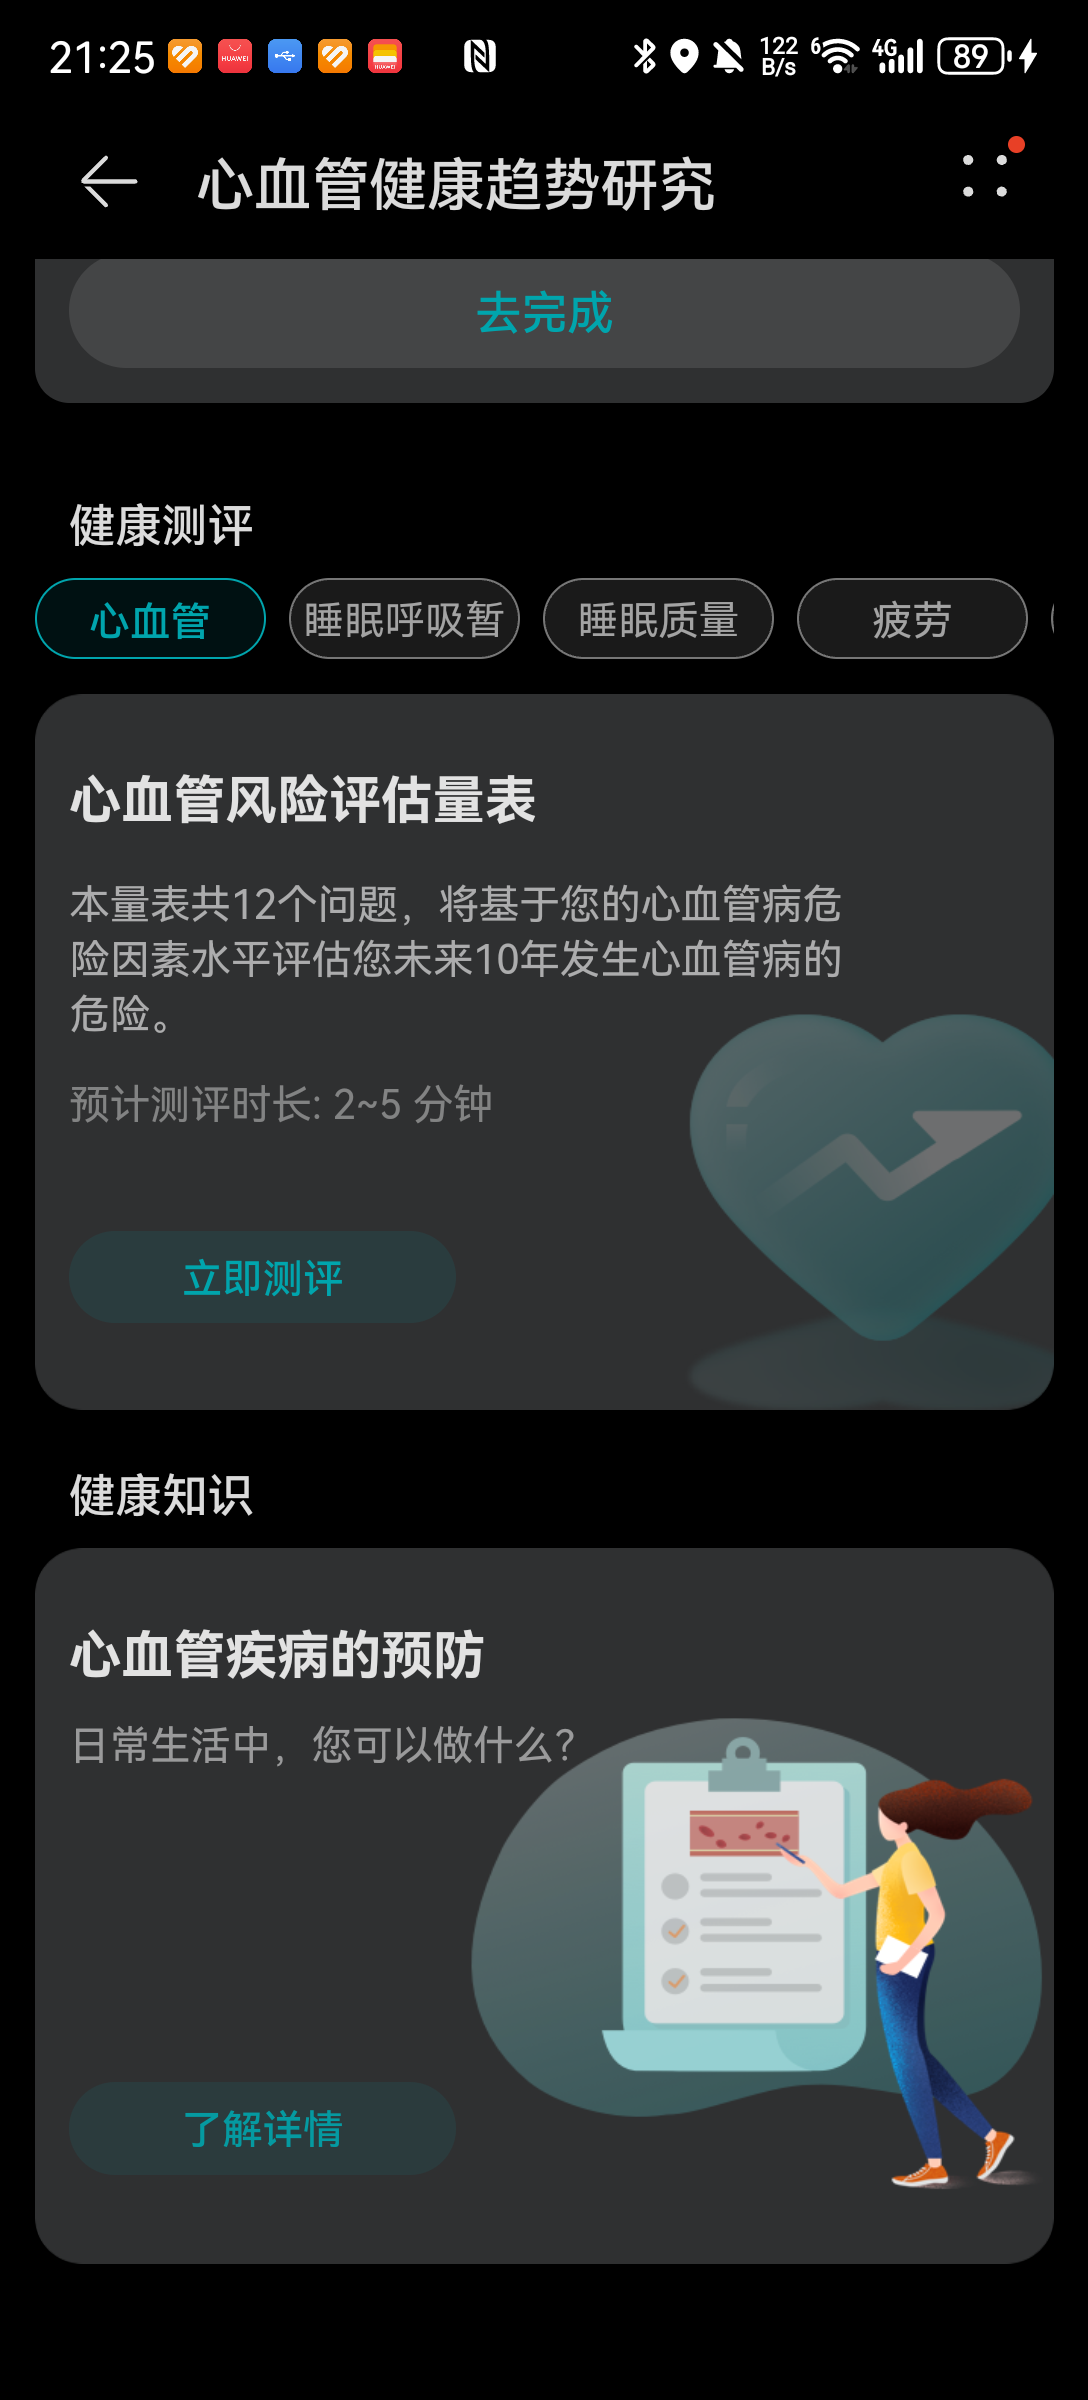 21:25
HUAWEI
HUAWEI
122 B/s
6
4G
89
心血管健康趋势研究
去完成
健康测评
心血管
睡眠呼吸暂
睡眠质量
疲劳
心血管风险评估量表
本量表共12个问题，将基于您的心血管病危
险因素水平评估您未来10年发生心血管病的
危险。
预计测评时长: 2~5 分钟
立即测评
健康知识
心血管疾病的预防
日常生活中，您可以做什么?
了解详情